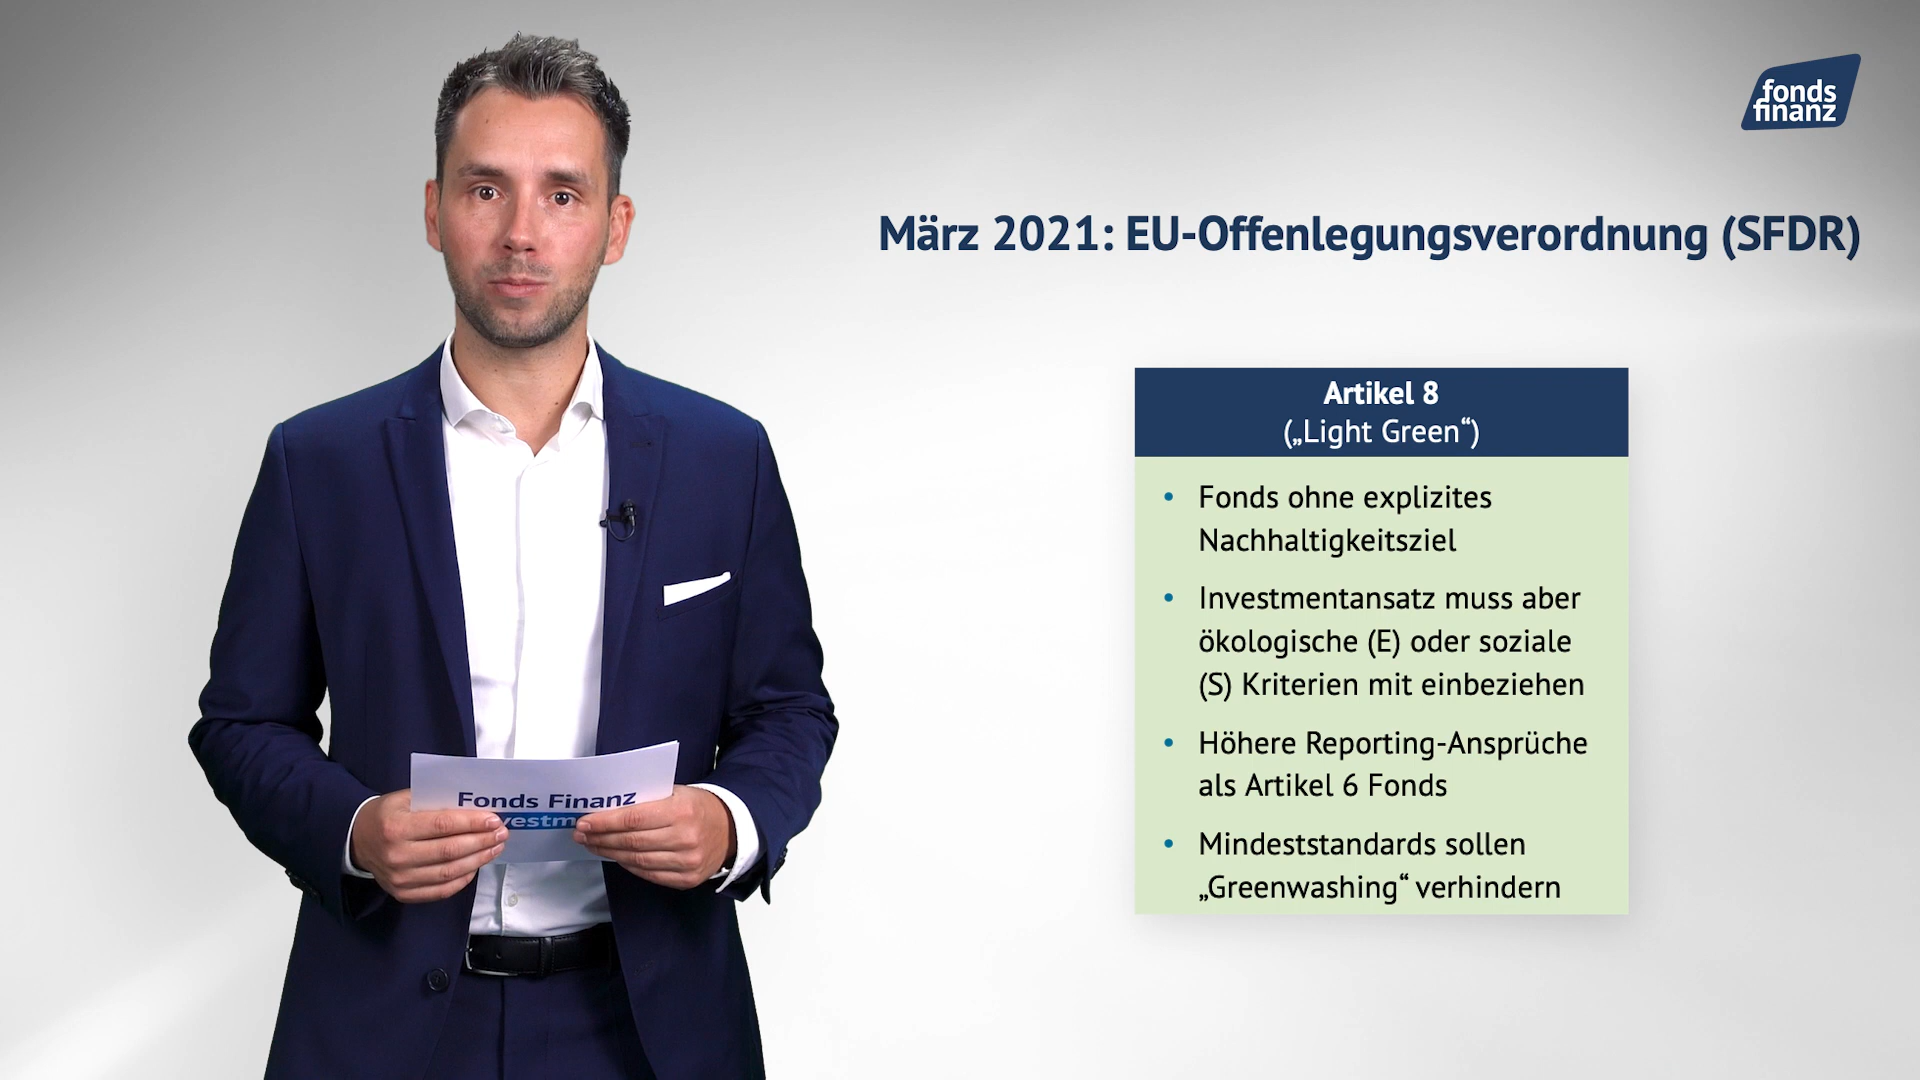 fonds
finanz
März 2021: EU-Offenlegungsverordnung (SFDR)
Artikel 8
(„Light Green“)
• Fonds ohne explizites
Nachhaltigkeitsziel
• Investmentansatz muss aber
ökologische (E) oder soziale
(S) Kriterien mit einbeziehen
• Höhere Reporting-Ansprüche
als Artikel 6 Fonds
• Mindeststandards sollen
„Greenwashing“ verhindern
Fonds Finanz